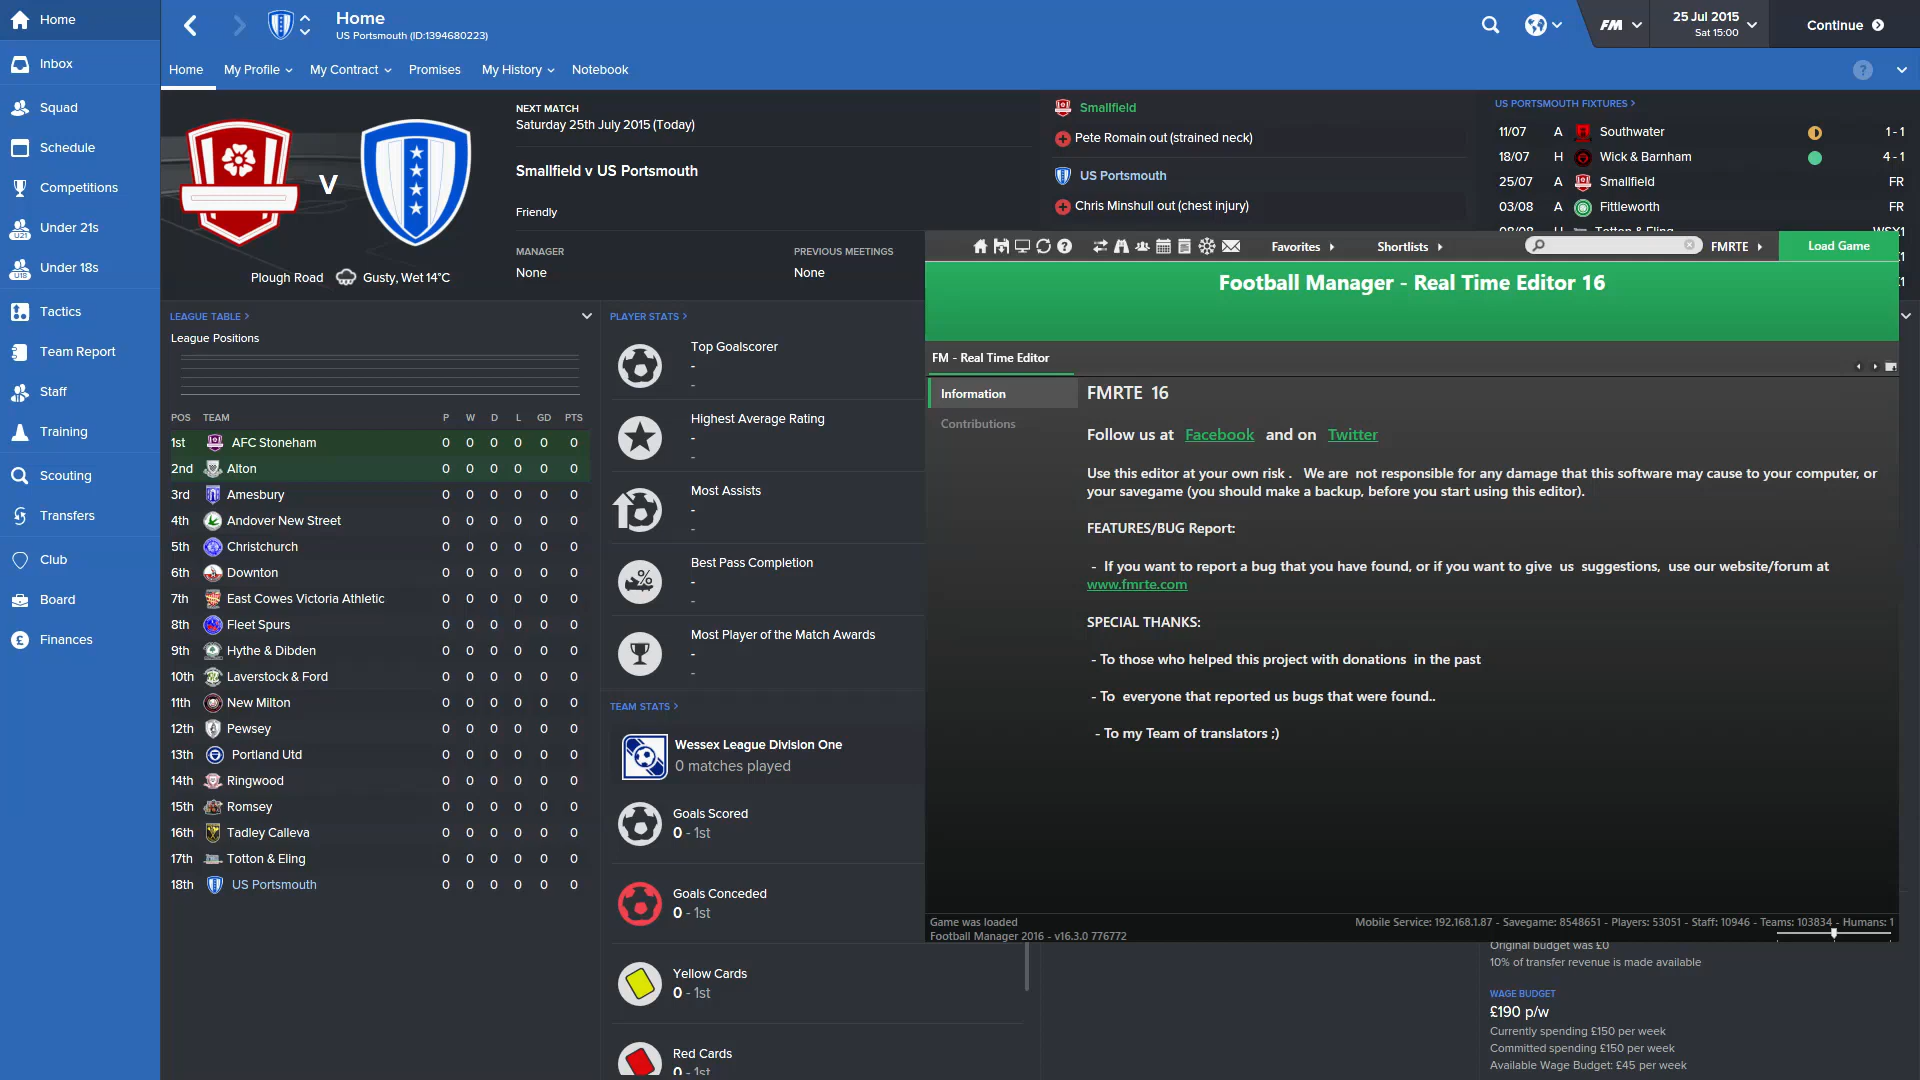 Home
Inbox
Squad
Schedule
Competitions
Under 21s
Under 18s
Tactics
Team Report
Staff
Training
Scouting
Transfers
Club
Board
Finances
Home
US Portsmouth (ID:1394680223)
FM
25 Jul 2015
Sat 15:00
Continue
Home My Profile My Contract Promises My History Notebook
V
Plough Road Gusty, Wet 14°C
NEXT MATCH
Saturday 25th July 2015 (Today)
Smallfield v US Portsmouth
Friendly
MANAGER PREVIOUS MEETINGS
None None
Smallfield
Pete Romain out (strained neck)
US Portsmouth
Chris Minshull out (chest injury)
US PORTSMOUTH FIXTURES >
11/07 A Southwater 1 - 1
18/07 H Wick & Barnham 4 - 1
25/07 A Smallfield FR
03/08 A Fittleworth FR
LEAGUE TABLE >
League Positions
POS TEAM P W D L GD PTS
1st AFC Stoneham 0 0 0 0 0 0
2nd Alton 0 0 0 0 0 0
3rd Amesbury 0 0 0 0 0 0
4th Andover New Street 0 0 0 0 0 0
5th Christchurch 0 0 0 0 0 0
6th Downton 0 0 0 0 0 0
7th East Cowes Victoria Athletic 0 0 0 0 0 0
8th Fleet Spurs 0 0 0 0 0 0
9th Hythe & Dibden 0 0 0 0 0 0
10th Laverstock & Ford 0 0 0 0 0 0
11th New Milton 0 0 0 0 0 0
12th Pewsey 0 0 0 0 0 0
13th Portland Utd 0 0 0 0 0 0
14th Ringwood 0 0 0 0 0 0
15th Romsey 0 0 0 0 0 0
16th Tadley Calleva 0 0 0 0 0 0
17th Totton & Eling 0 0 0 0 0 0
18th US Portsmouth 0 0 0 0 0 0
PLAYER STATS >
Top Goalscorer
-
-
Highest Average Rating
-
-
Most Assists
-
-
Best Pass Completion
-
-
Most Player of the Match Awards
-
-
TEAM STATS >
Wessex League Division One
0 matches played
Goals Scored
0 - 1st
Goals Conceded
0 - 1st
Yellow Cards
0 - 1st
Red Cards
0 - 1st
Favorites Shortlists FMRTE Load Game
Football Manager - Real Time Editor 16
FM - Real Time Editor
Information
Contributions
FMRTE 16
Follow us at Facebook and on Twitter
Use this editor at your own risk . We are not responsible for any damage that this software may cause to your computer, or
your savegame (you should make a backup, before you start using this editor).
FEATURES/BUG Report:
- If you want to report a bug that you have found, or if you want to give us suggestions, use our website/forum at
www.fmrte.com
SPECIAL THANKS:
- To those who helped this project with donations in the past
- To everyone that reported us bugs that were found..
- To my Team of translators ;)
Game was loaded
Mobile Service: 192.168.1.87 - Savegame: 8548651 - Players: 53051 - Staff: 10946 - Teams: 103834 - Humans: 1
Football Manager 2016 - v16.3.0 776772
Original budget was £0
10% of transfer revenue is made available
WAGE BUDGET
£190 p/w
Currently spending £150 per week
Committed spending £150 per week
Available Wage Budget: £45 per week